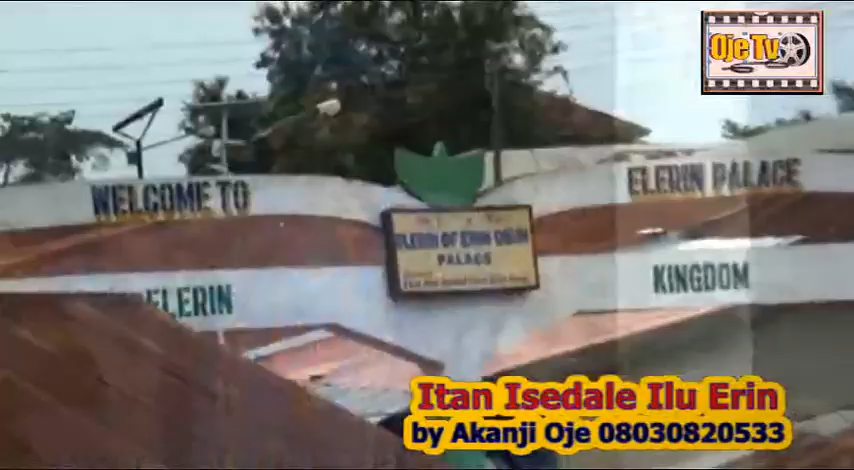 Oje Tv
WELCOME TO
ELERIN PALACE
ELERIN OF ERIN OSUN
PALACE
ELERIN
KINGDOM
Itan Isedale Ilu Erin
by Akanji Oje 08030820533